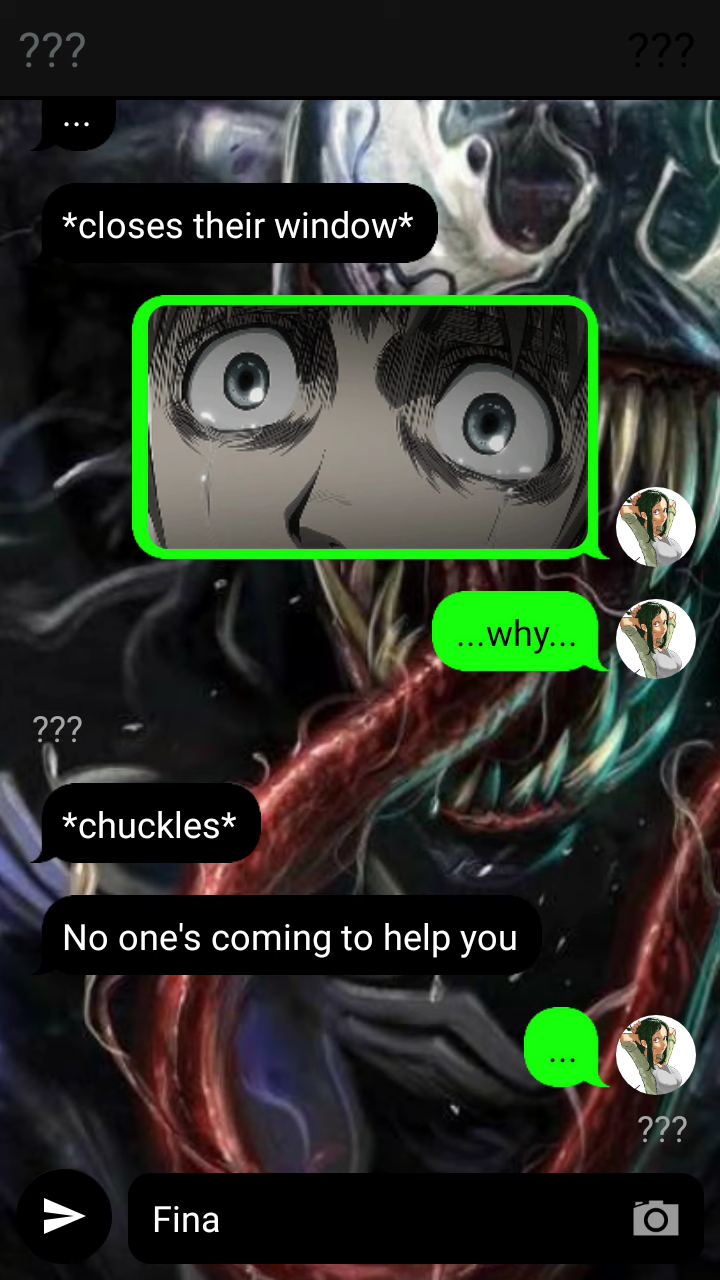 ??? ???
...
*closes their window*
...why...
???
*chuckles*
No one's coming to help you
...
???
Fina